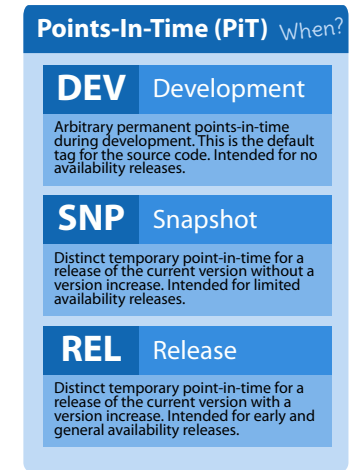 Points-In-Time (PiT) When?
DEV Development
Arbitrary permanent points-in-time
during development. This is the default
tag for the source code. Intended for no
availability releases.
SNP Snapshot
Distinct temporary point-in-time for a
release of the current version without a
version increase. Intended for limited
availability releases.
REL Release
Distinct temporary point-in-time for a
release of the current version with a
version increase. Intended for early and
general availability releases.